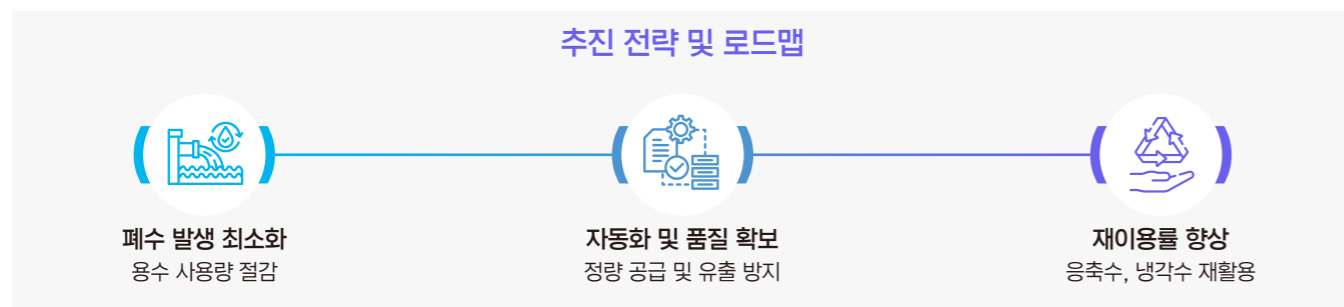 추진 전략 및 로드맵
폐수 발생 최소화
용수 사용량 절감
자동화 및 품질 확보
정량 공급 및 유출 방지
재이용률 향상
응축수, 냉각수 재활용